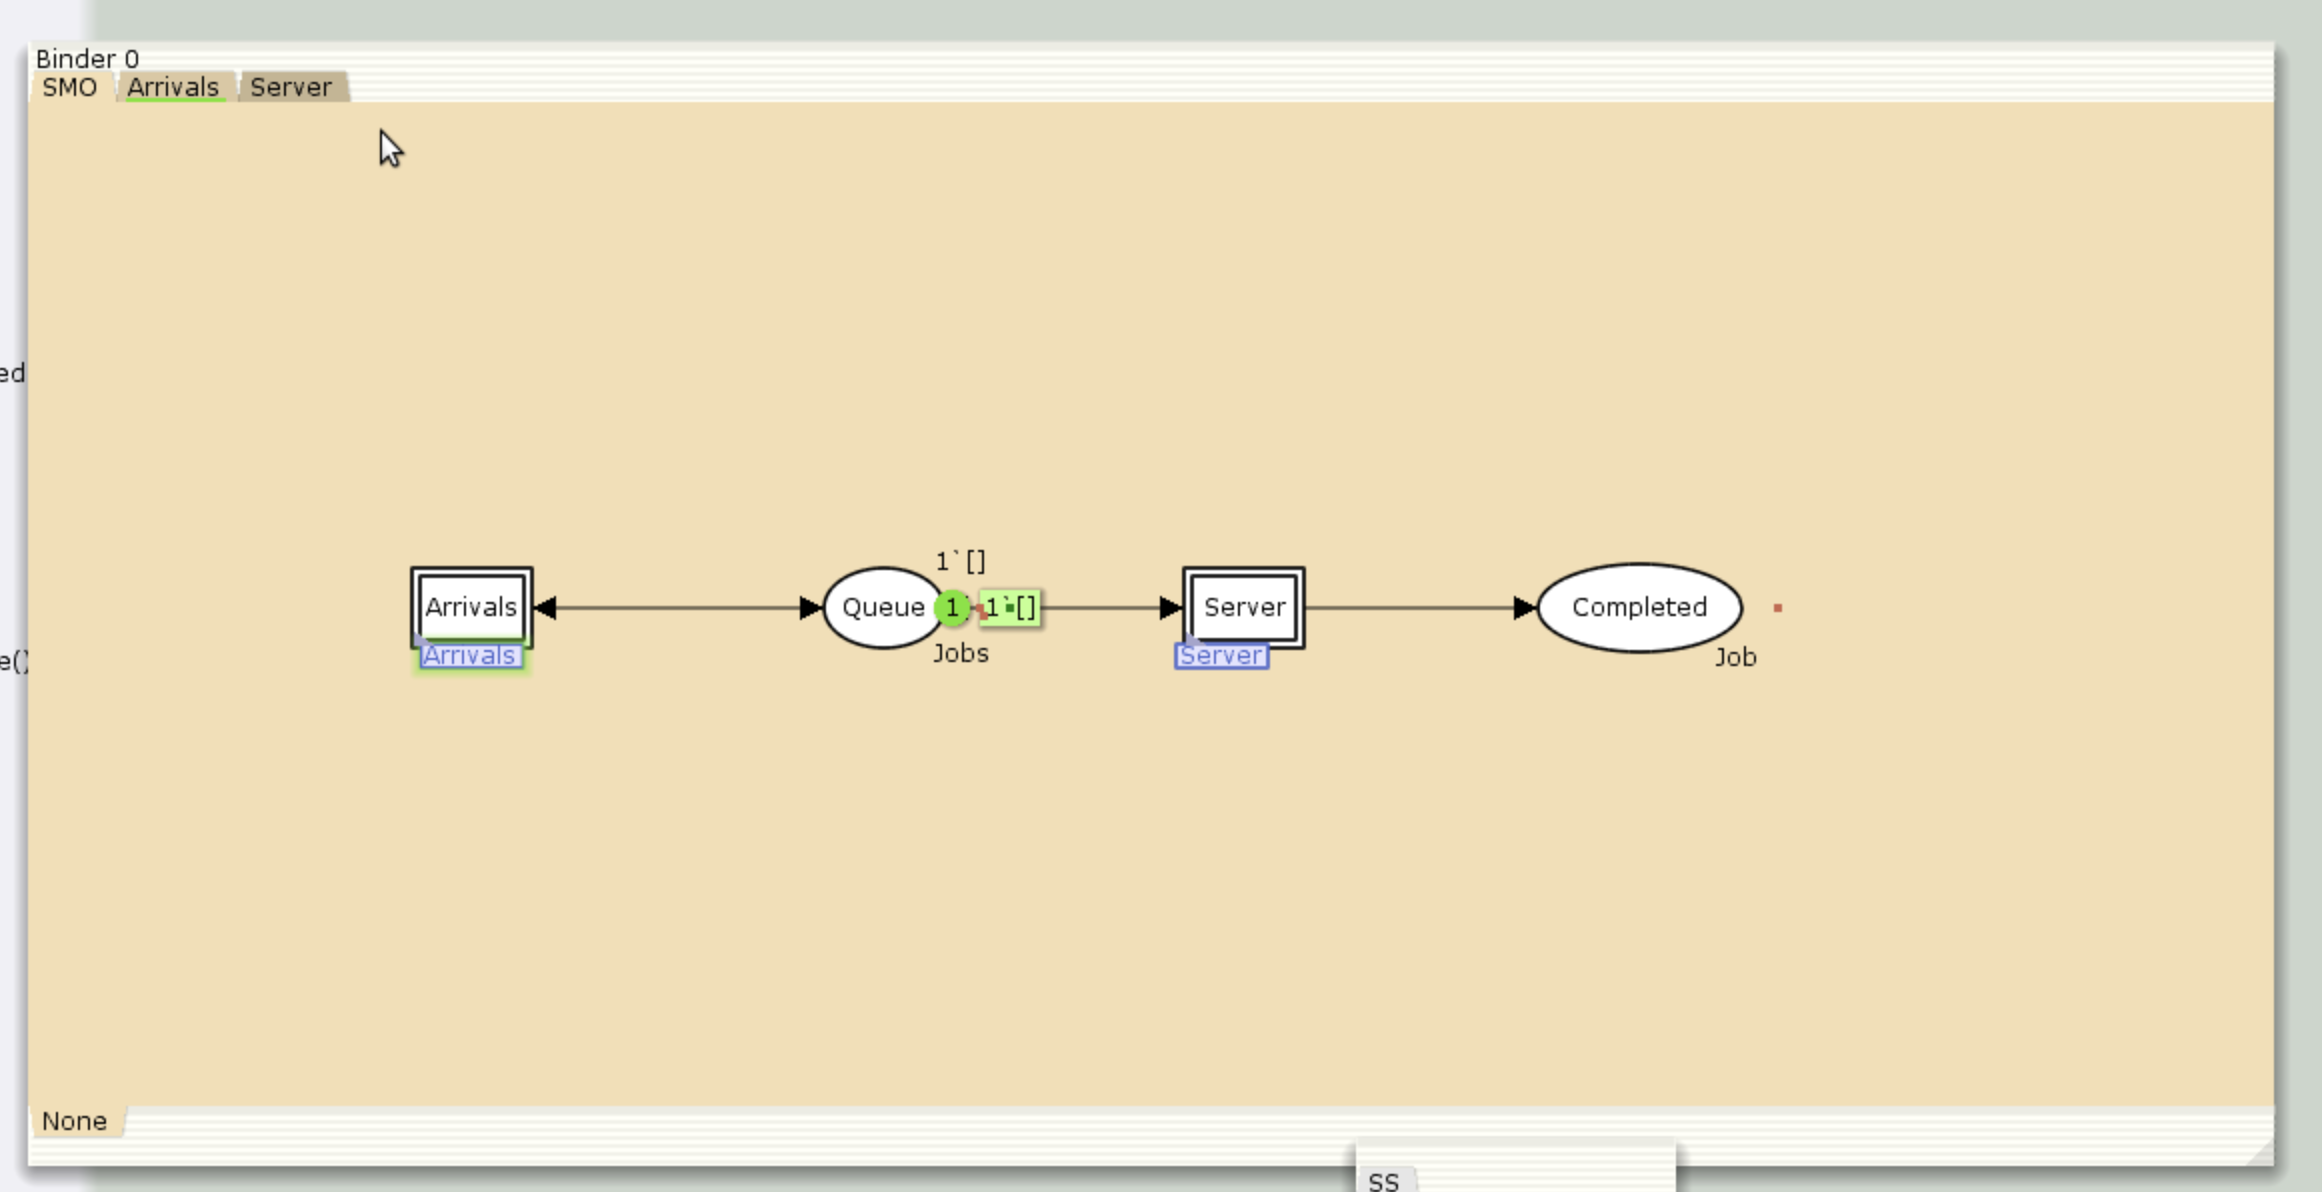 Binder 0
SMO Arrivals Server
ed
1`[]
Arrivals Queue 1 1`[] Server Completed
Arrivals Jobs Server Job
e()
None
SS